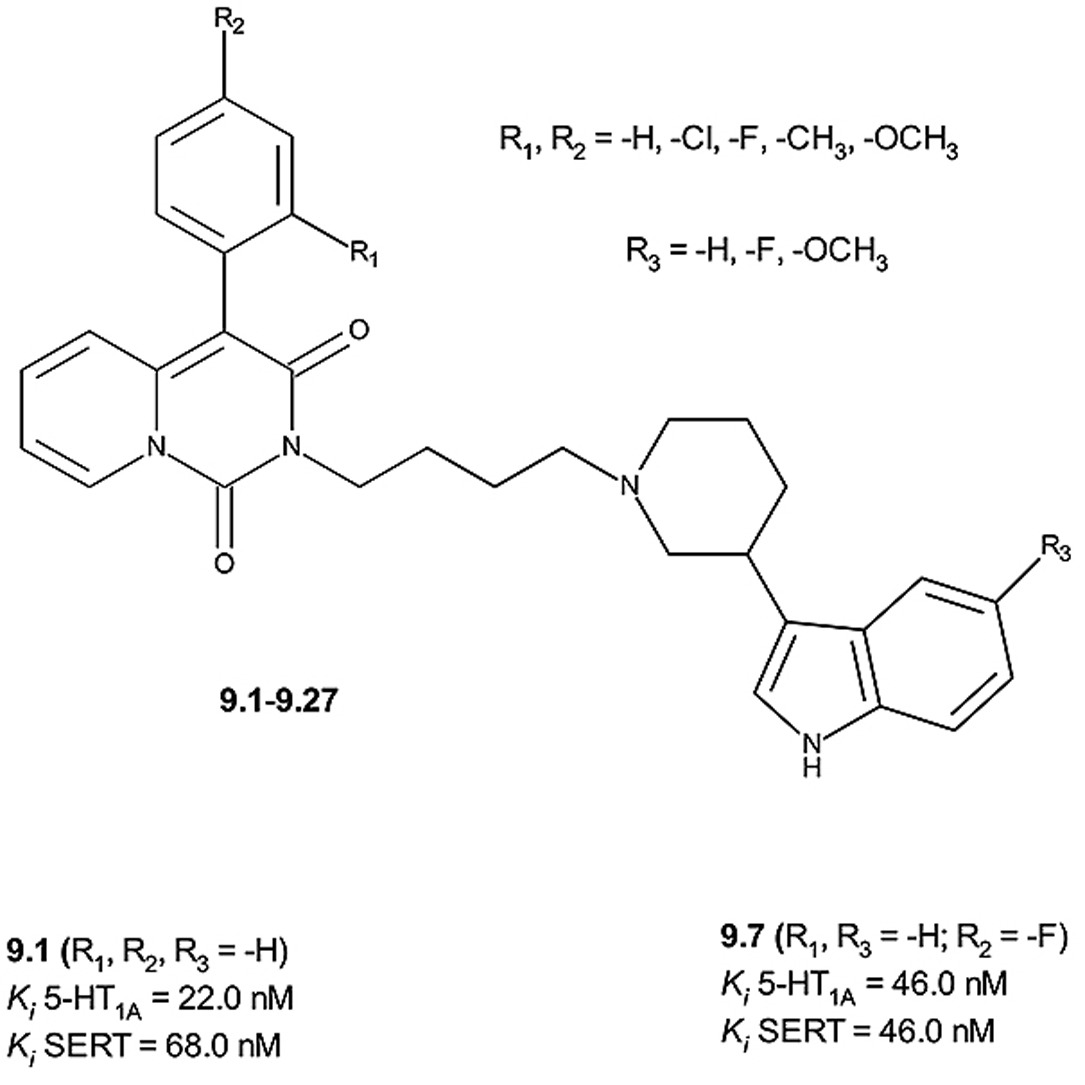 R₂
R₁, R₂ = -H, -Cl, -F, -CH₃, -OCH₃
R₁
R₃ = -H, -F, -OCH₃
O
N
N
O
N
R₃
N
H
9.1-9.27
9.1 (R₁, R₂, R₃ = -H)
Kᵢ 5-HT₁A = 22.0 nM
Kᵢ SERT = 68.0 nM
9.7 (R₁, R₃ = -H; R₂ = -F)
Kᵢ 5-HT₁A = 46.0 nM
Kᵢ SERT = 46.0 nM